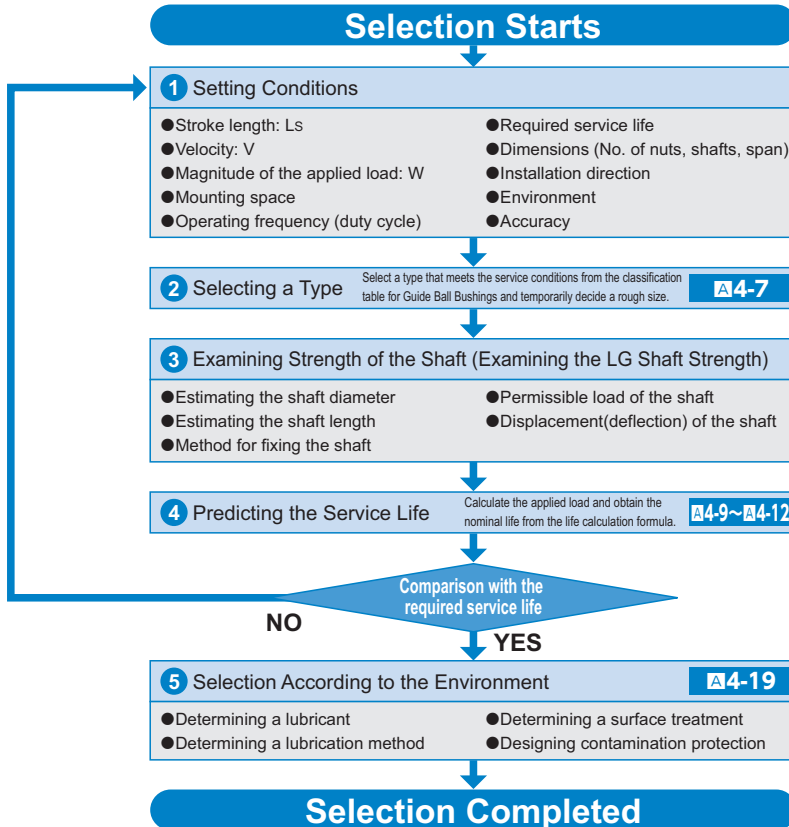 Selection Starts
1 Setting Conditions
●Stroke length: LS
●Velocity: V
●Magnitude of the applied load: W
●Mounting space
●Operating frequency (duty cycle)
●Required service life
●Dimensions (No. of nuts, shafts, span)
●Installation direction
●Environment
●Accuracy
2 Selecting a Type
Select a type that meets the service conditions from the classification
table for Guide Ball Bushings and temporarily decide a rough size.
A4-7
3 Examining Strength of the Shaft (Examining the LG Shaft Strength)
●Estimating the shaft diameter
●Estimating the shaft length
●Method for fixing the shaft
●Permissible load of the shaft
●Displacement(deflection) of the shaft
4 Predicting the Service Life
Calculate the applied load and obtain the
nominal life from the life calculation formula.
A4-9~A4-12
Comparison with the
required service life
NO
YES
5 Selection According to the Environment
A4-19
●Determining a lubricant
●Determining a lubrication method
●Determining a surface treatment
●Designing contamination protection
Selection Completed